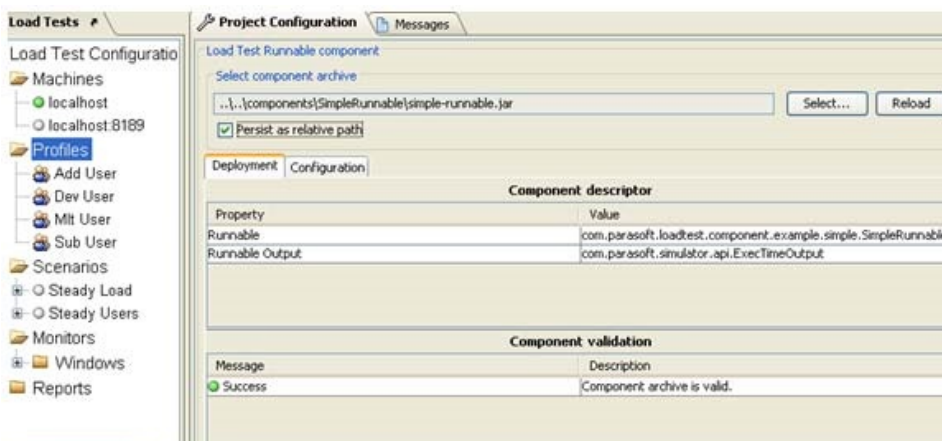 Load Tests
Load Test Configuratio
Machines
localhost
localhost:8189
Profiles
Add User
Dev User
Mlt User
Sub User
Scenarios
Steady Load
Steady Users
Monitors
Windows
Reports
Project Configuration Messages
Load Test Runnable component
Select component archive
..\..\components\SimpleRunnable\simple-runnable.jar Select... Reload
Persist as relative path
Deployment Configuration
Component descriptor
Property Value
Runnable com.parasoft.loadtest.component.example.simple.SimpleRunnabl
Runnable Output com.parasoft.simulator.api.ExecTimeOutput
Component validation
Message Description
Success Component archive is valid.